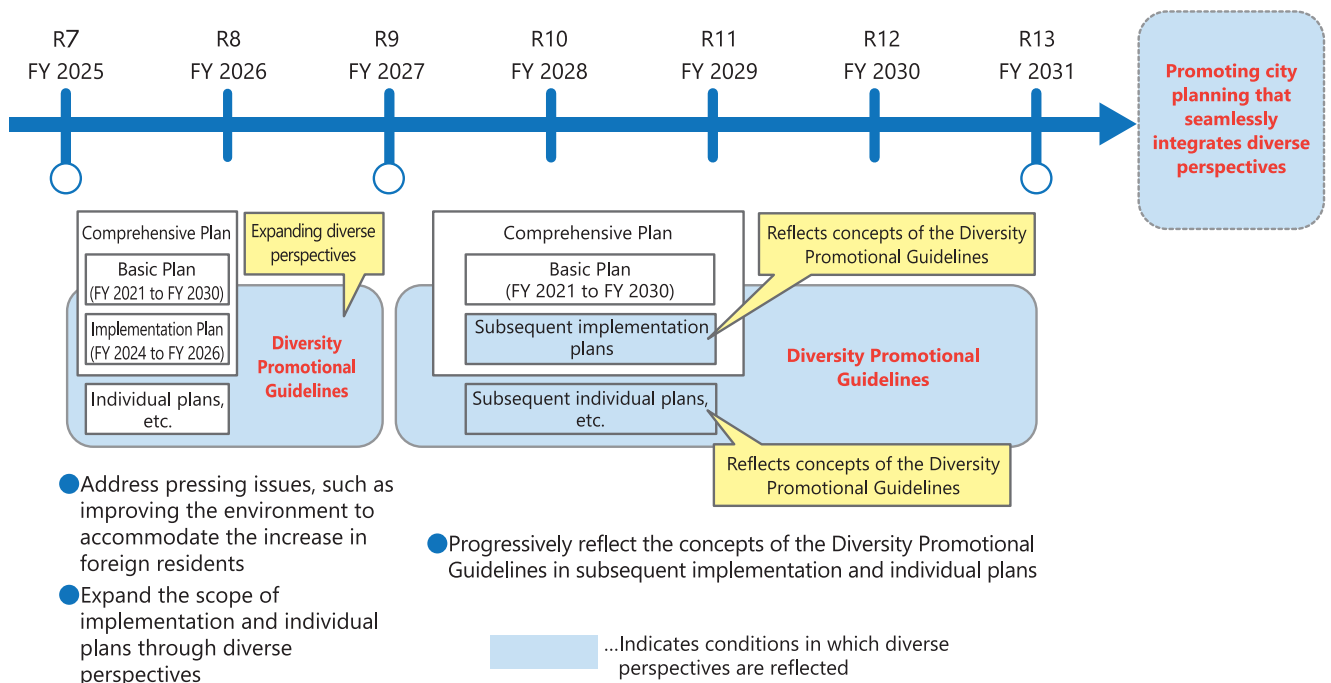 R7
FY 2025
R8
FY 2026
R9
FY 2027
R10
FY 2028
R11
FY 2029
R12
FY 2030
R13
FY 2031
Promoting city
planning that
seamlessly
integrates diverse
perspectives
Comprehensive Plan
Basic Plan
(FY 2021 to FY 2030)
Implementation Plan
(FY 2024 to FY 2026)
Individual plans,
etc.
Expanding diverse
perspectives
Diversity
Promotional
Guidelines
Comprehensive Plan
Basic Plan
(FY 2021 to FY 2030)
Subsequent implementation
plans
Subsequent individual plans,
etc.
Reflects concepts of the Diversity
Promotional Guidelines
Diversity Promotional
Guidelines
Reflects concepts of the Diversity
Promotional Guidelines
●Address pressing issues, such as
improving the environment to
accommodate the increase in
foreign residents
●Expand the scope of
implementation and individual
plans through diverse
perspectives
●Progressively reflect the concepts of the Diversity Promotional
Guidelines in subsequent implementation and individual plans
...Indicates conditions in which diverse
perspectives are reflected